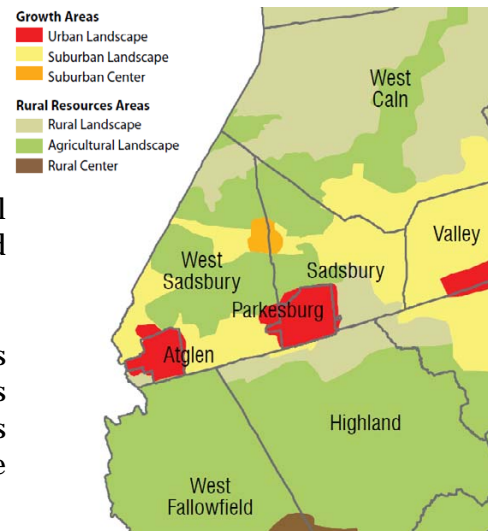 Growth Areas
Urban Landscape
Suburban Landscape
Suburban Center
Rural Resources Areas
Rural Landscape
Agricultural Landscape
Rural Center
l
d
s
s
s
e
West
Caln
Valley
West
Sadsbury
Sadsbury
Parkesburg
Atglen
Highland
West
Fallowfield